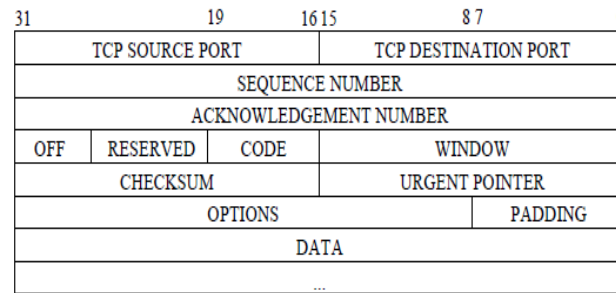 31 19 16 15 8 7
TCP SOURCE PORT TCP DESTINATION PORT
SEQUENCE NUMBER
ACKNOWLEDGEMENT NUMBER
OFF RESERVED CODE WINDOW
CHECKSUM URGENT POINTER
OPTIONS PADDING
DATA
...